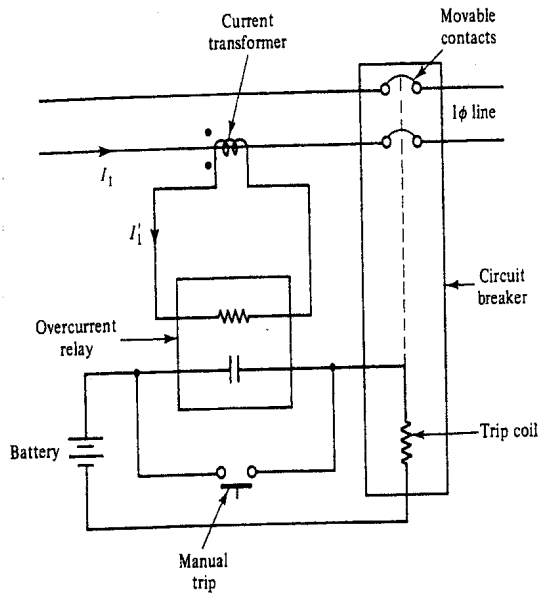 Current
transformer
Movable
contacts
1ϕ line
I₁
I₁′
Circuit
breaker
Overcurrent
relay
Trip coil
Battery
Manual
trip